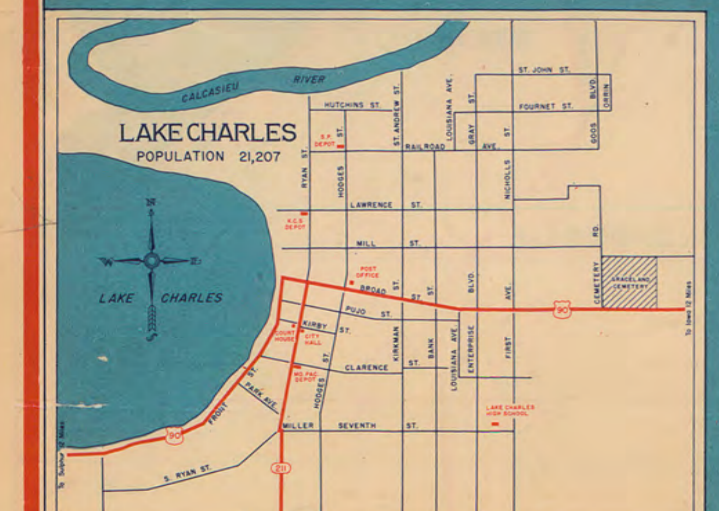 CALCASIEU RIVER
LAKE CHARLES
POPULATION 21,207
ST. JOHN ST.
FOURNET ST.
HUTCHINS ST.
S.P.
DEPOT
RAILROAD AVE.
RYAN ST.
HODGES ST.
ST. ANDREW ST.
LOUISIANA AVE.
GRAY ST.
NICHOLLS ST.
GOOS BLVD.
ORRIN
LAWRENCE ST.
K.C.S.
DEPOT
MILL ST.
POST
OFFICE
BROAD ST
CEMETERY RD.
GRACELAND
CEMETERY
N
W
E
S
LAKE CHARLES
PUJO ST.
KIRBY ST.
COURT
HOUSE
CITY
HALL
CLARENCE ST.
MO. PAC.
DEPOT
HODGES ST.
KIRKMAN ST.
BANK ST.
LOUISIANA AVE.
ENTERPRISE BLVD.
FIRST AVE.
90
To Iowa 12 Miles
LAKE CHARLES
HIGH SCHOOL
PARK AVE.
FRONT ST.
90
To Sulphur 12 Miles
MILLER SEVENTH ST.
S. RYAN ST.
211